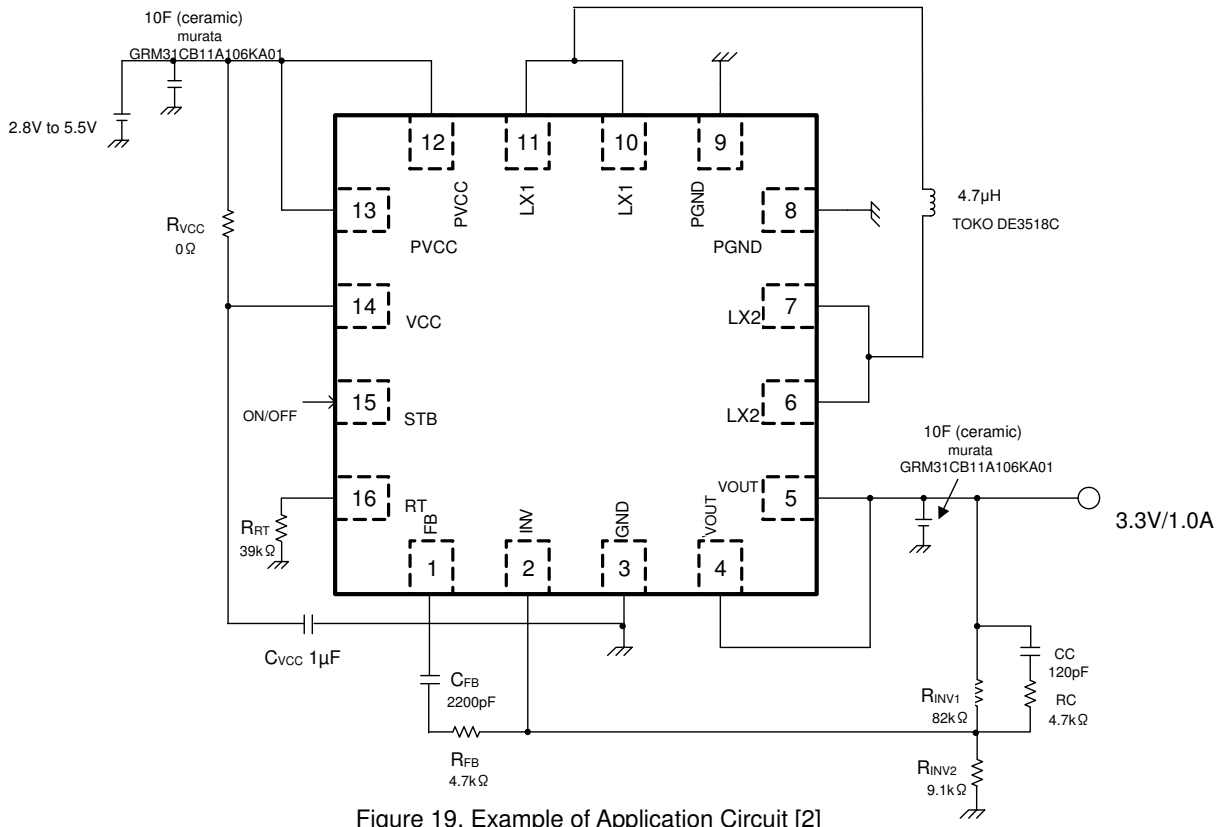 10F (ceramic)
murata
GRM31CB11A106KA01
2.8V to 5.5V
12
11
10
9
PVCC
LX1
LX1
PGND
13
PVCC
8
PGND
4.7µH
TOKO DE3518C
RVCC
0Ω
14
VCC
7
LX2
ON/OFF
15
STB
6
LX2
10F (ceramic)
murata
GRM31CB11A106KA01
16
RT
VOUT
5
3.3V/1.0A
RRT
39kΩ
FB
INV
GND
VOUT
1
2
3
4
CVCC 1µF
CFB
2200pF
CC
120pF
RINV1
82kΩ
RC
4.7kΩ
RFB
4.7kΩ
RINV2
9.1kΩ
Figure 19. Example of Application Circuit [2]